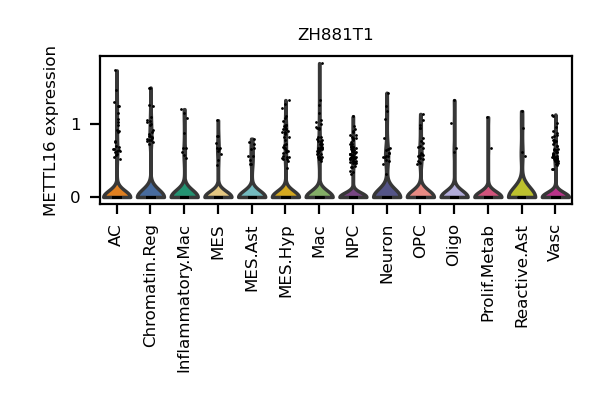 ZH881T1
METTL16 expression
1
0
AC
Chromatin.Reg
Inflammatory.Mac
MES
MES.Ast
MES.Hyp
Mac
NPC
Neuron
OPC
Oligo
Prolif.Metab
Reactive.Ast
Vasc